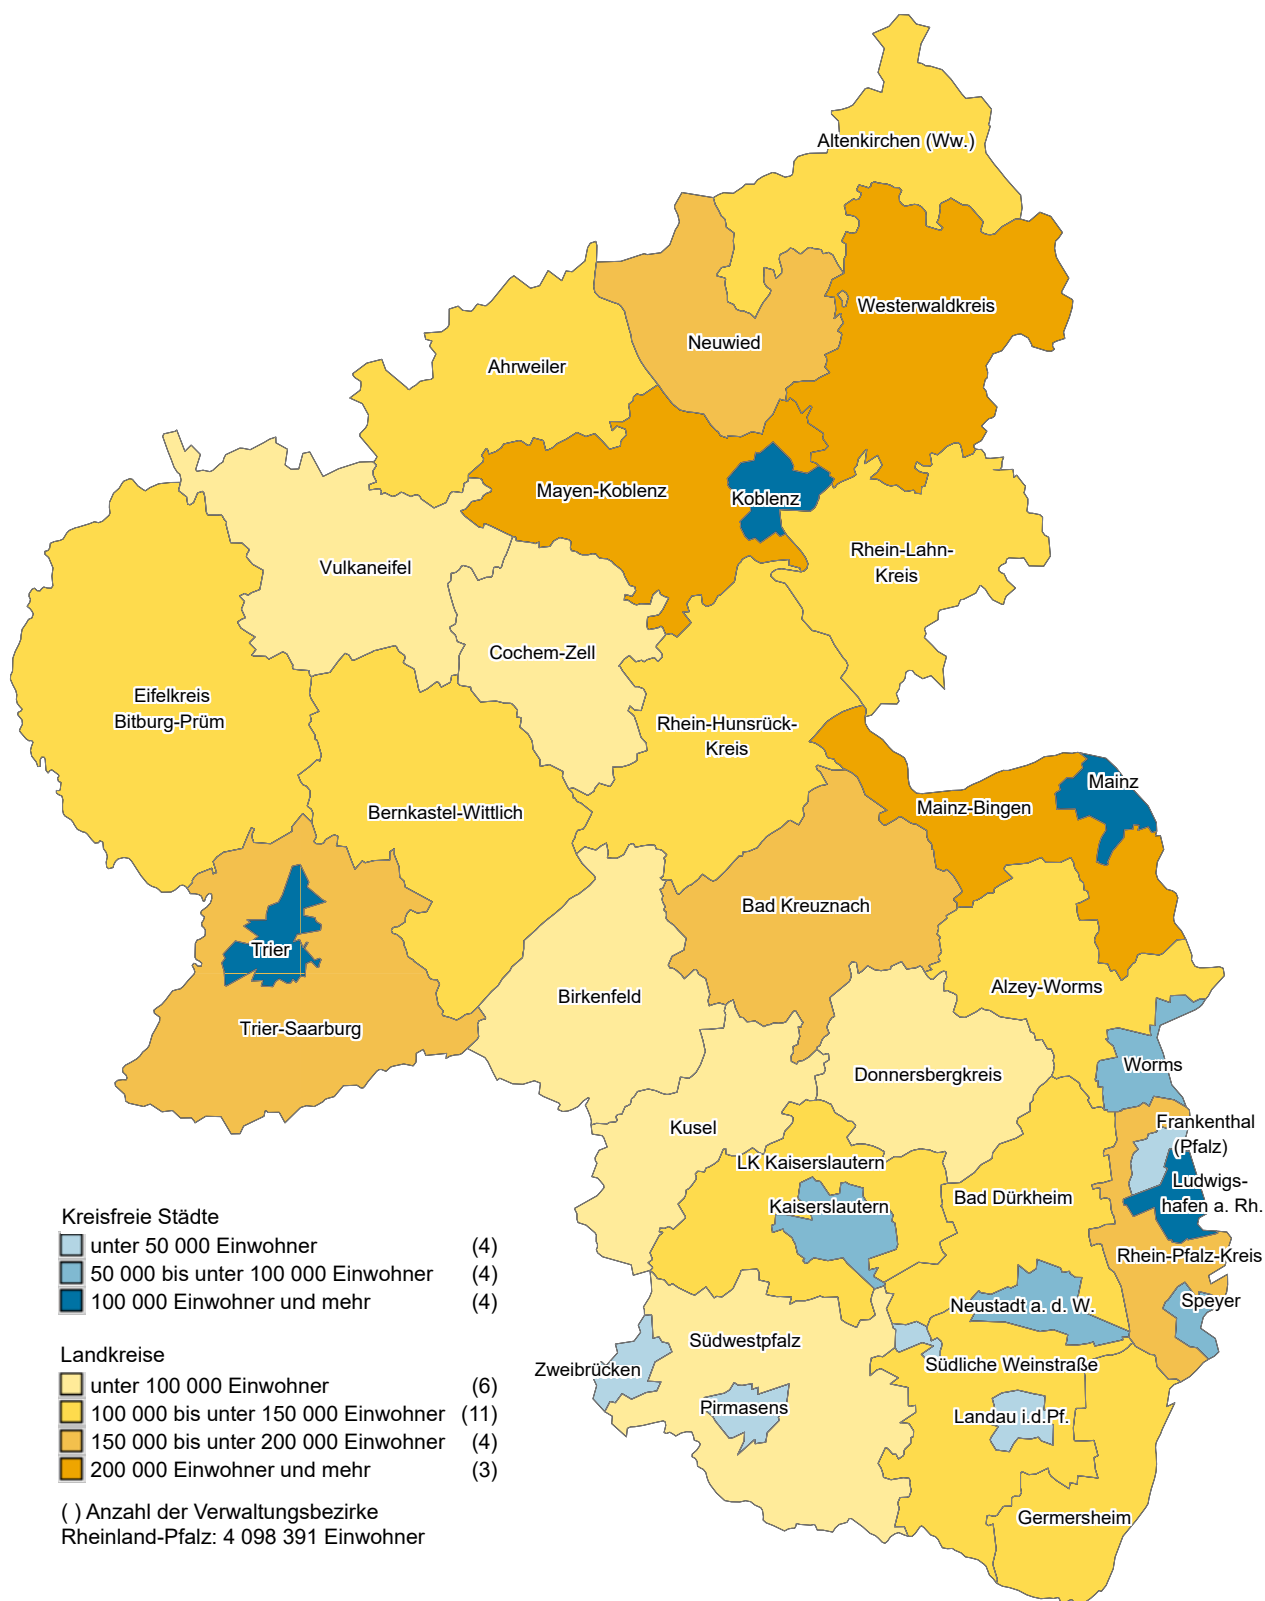 Altenkirchen (Ww.)
Westerwaldkreis
Neuwied
Ahrweiler
Mayen-Koblenz
Koblenz
Rhein-Lahn-
Kreis
Vulkaneifel
Cochem-Zell
Eifelkreis
Bitburg-Prüm
Rhein-Hunsrück-
Kreis
Mainz
Mainz-Bingen
Bernkastel-Wittlich
Bad Kreuznach
Trier
Alzey-Worms
Birkenfeld
Trier-Saarburg
Worms
Donnersbergkreis
Kusel
Frankenthal
(Pfalz)
LK Kaiserslautern
Ludwigs-
hafen a. Rh.
Bad Dürkheim
Kaiserslautern
Rhein-Pfalz-Kreis
Speyer
Neustadt a. d. W.
Südwestpfalz
Südliche Weinstraße
Zweibrücken
Pirmasens
Landau i.d.Pf.
Germersheim
Kreisfreie Städte
unter 50 000 Einwohner (4)
50 000 bis unter 100 000 Einwohner (4)
100 000 Einwohner und mehr (4)
Landkreise
unter 100 000 Einwohner (6)
100 000 bis unter 150 000 Einwohner (11)
150 000 bis unter 200 000 Einwohner (4)
200 000 Einwohner und mehr (3)
( ) Anzahl der Verwaltungsbezirke
Rheinland-Pfalz: 4 098 391 Einwohner